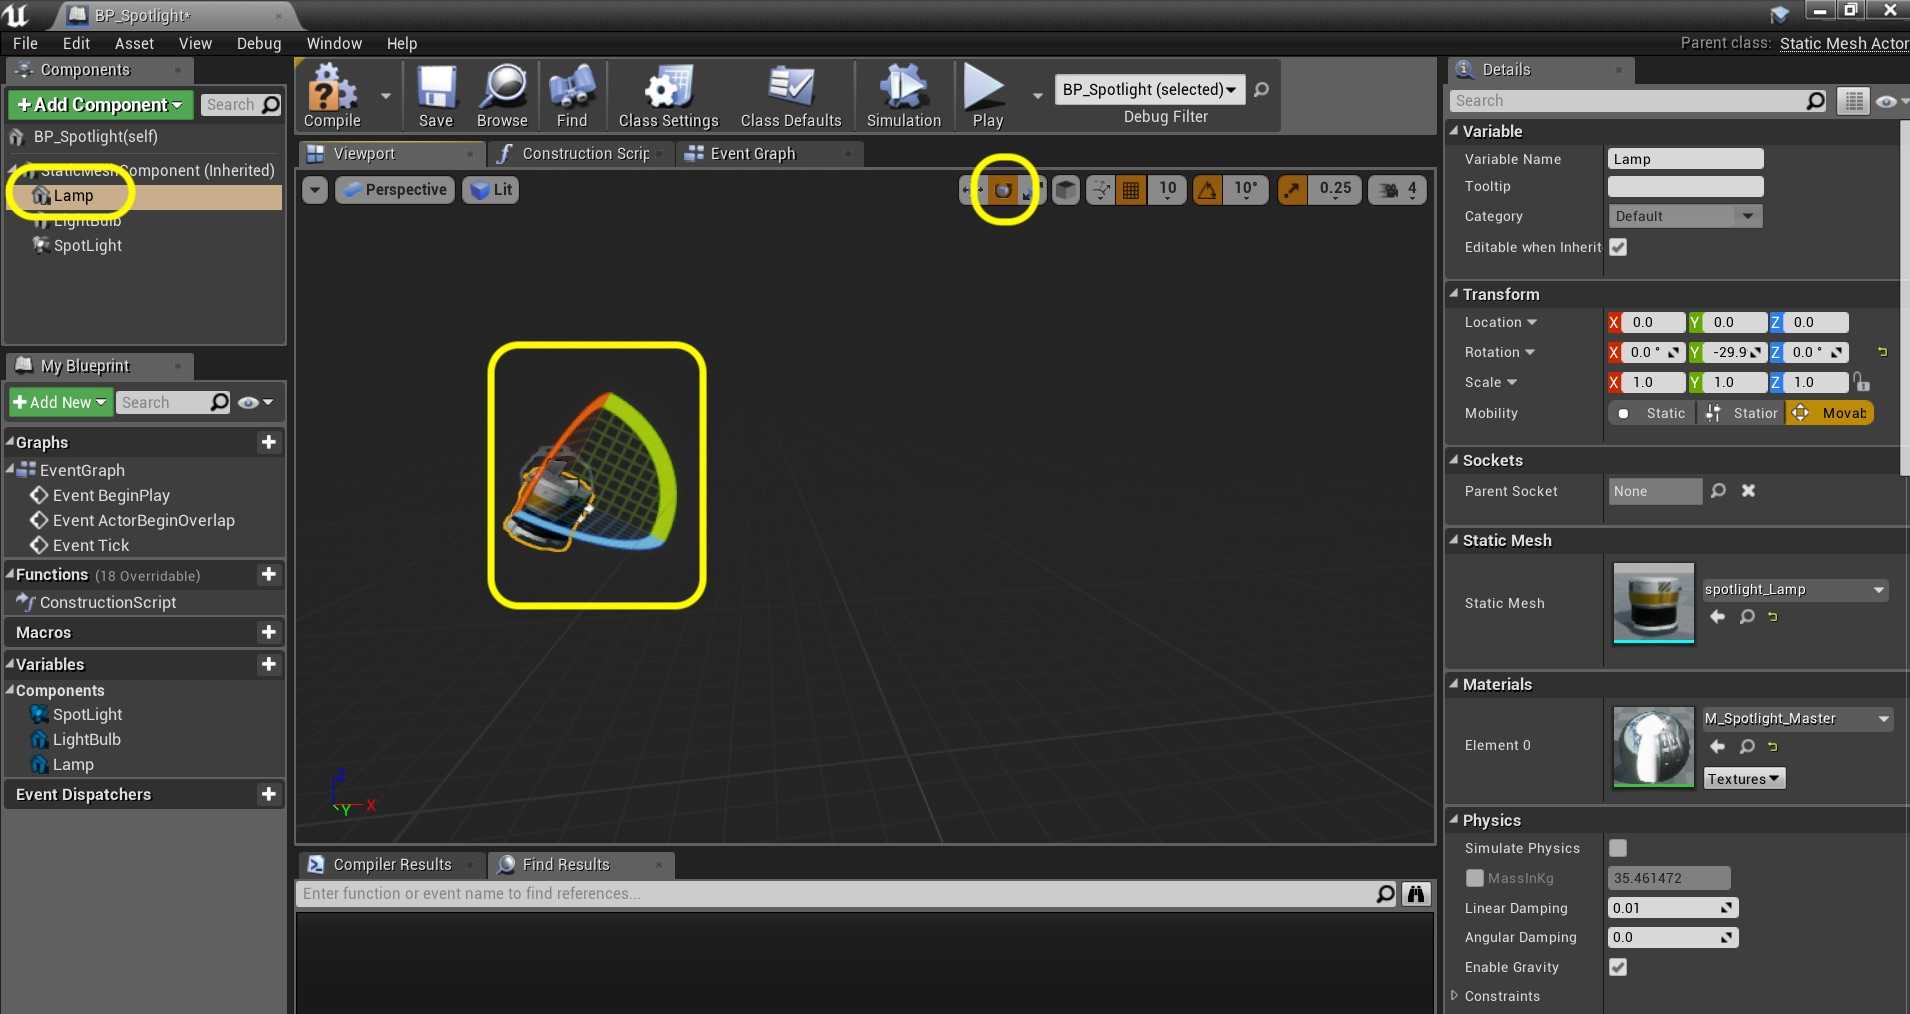 BP_Spotlight*
File Edit Asset View Debug Window Help
Parent class: Static Mesh Actor
Components
+Add Component
Search
BP_Spotlight(self)
StaticMeshComponent (Inherited)
Lamp
LightBulb
SpotLight
My Blueprint
+Add New
Search
Graphs
EventGraph
Event BeginPlay
Event ActorBeginOverlap
Event Tick
Functions (18 Overridable)
ConstructionScript
Macros
Variables
Components
SpotLight
LightBulb
Lamp
Event Dispatchers
Compile Save Browse Find Class Settings Class Defaults Simulation Play
BP_Spotlight (selected)
Debug Filter
Viewport Construction Scrip Event Graph
Perspective Lit
10 10° 0.25 4
Z
X
Y
Compiler Results Find Results
Enter function or event name to find references...
Details
Search
Variable
Variable Name Lamp
Tooltip
Category Default
Editable when Inherit
Transform
Location X 0.0 Y 0.0 Z 0.0
Rotation X 0.0 ° Y -29.9 Z 0.0 °
Scale X 1.0 Y 1.0 Z 1.0
Mobility Static Statior Movab
Sockets
Parent Socket None
Static Mesh
Static Mesh spotlight_Lamp
Materials
Element 0 M_Spotlight_Master
Textures
Physics
Simulate Physics
MassInKg 35.461472
Linear Damping 0.01
Angular Damping 0.0
Enable Gravity
Constraints